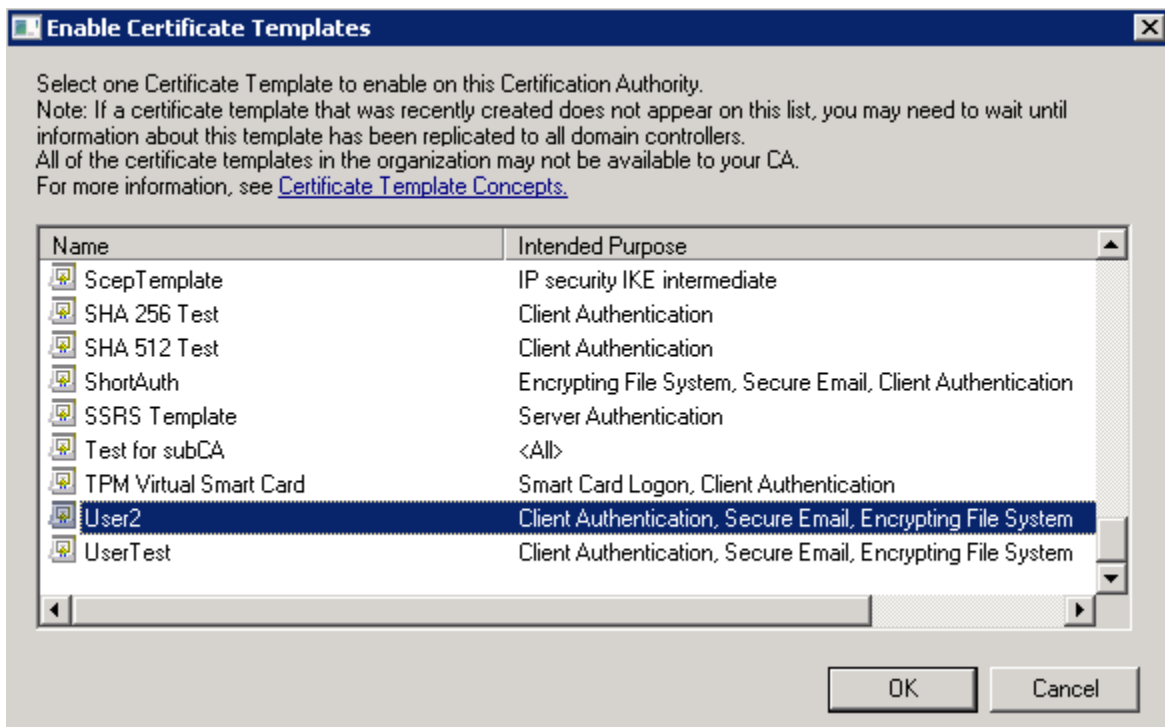 Enable Certificate Templates
Select one Certificate Template to enable on this Certification Authority.
Note: If a certificate template that was recently created does not appear on this list, you may need to wait until
information about this template has been replicated to all domain controllers.
All of the certificate templates in the organization may not be available to your CA.
For more information, see Certificate Template Concepts.
Name Intended Purpose
ScepTemplate IP security IKE intermediate
SHA 256 Test Client Authentication
SHA 512 Test Client Authentication
ShortAuth Encrypting File System, Secure Email, Client Authentication
SSRS Template Server Authentication
Test for subCA <All>
TPM Virtual Smart Card Smart Card Logon, Client Authentication
User2 Client Authentication, Secure Email, Encrypting File System
UserTest Client Authentication, Secure Email, Encrypting File System
OK Cancel